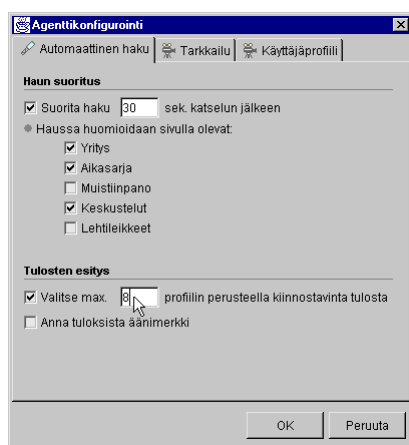 Agenttikonfigurointi
Automaattinen haku Tarkkailu Käyttäjäprofiili
Haun suoritus
Suorita haku 30 sek. katselun jälkeen
Haussa huomioidaan sivulla olevat:
Yritys
Aikasarja
Muistiinpano
Keskustelut
Lehtileikkeet
Tulosten esitys
Valitse max. 8 profiilin perusteella kiinnostavinta tulosta
Anna tuloksista äänimerkki
OK Peruuta